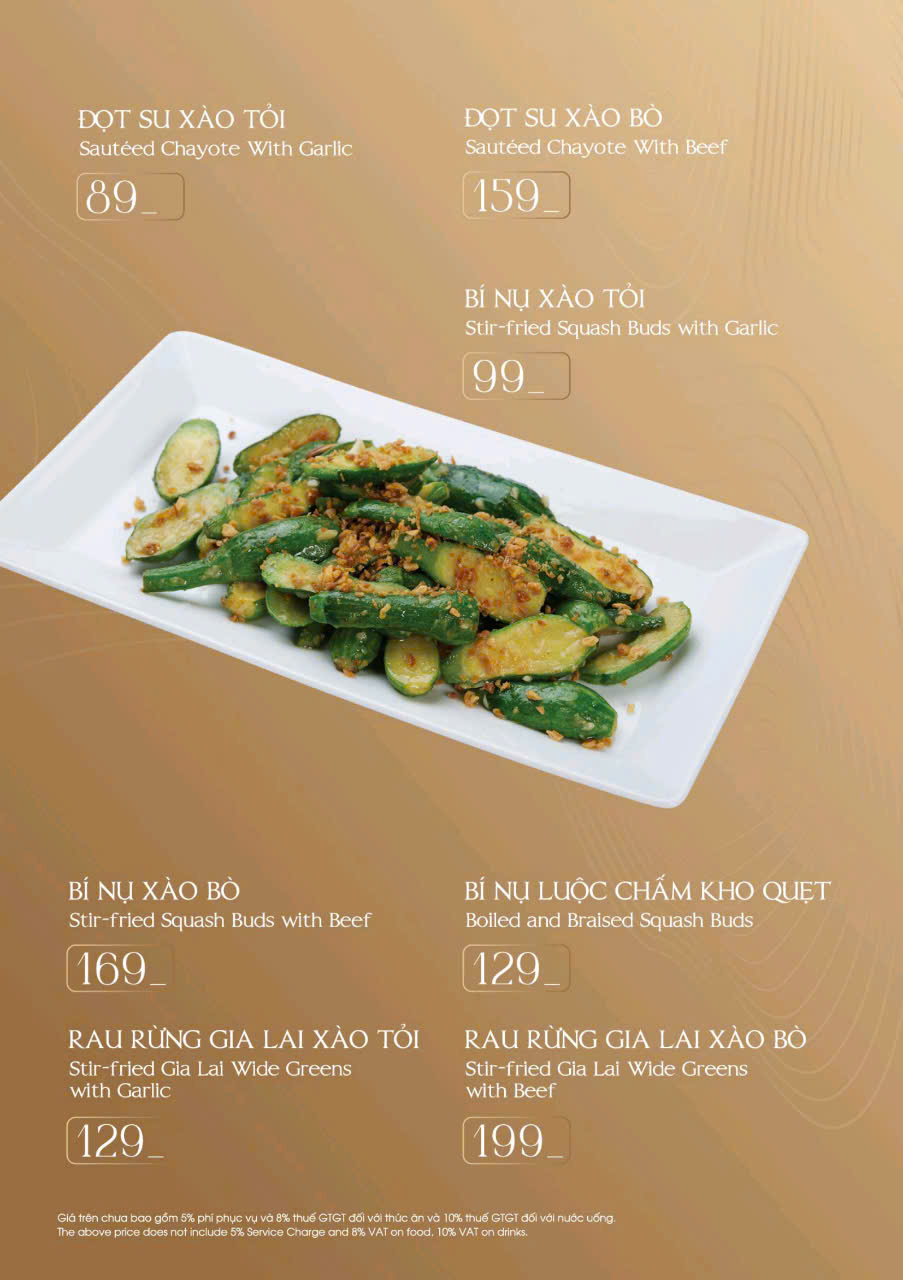 ĐỌT SU XÀO TỎI
Sautéed Chayote With Garlic
89_
ĐỌT SU XÀO BÒ
Sautéed Chayote With Beef
159_
BÍ NỤ XÀO TỎI
Stir-fried Squash Buds with Garlic
99_
BÍ NỤ XÀO BÒ
Stir-fried Squash Buds with Beef
169_
BÍ NỤ LUỘC CHẤM KHO QUẸT
Boiled and Braised Squash Buds
129_
RAU RỪNG GIA LAI XÀO TỎI
Stir-fried Gia Lai Wide Greens
with Garlic
129_
RAU RỪNG GIA LAI XÀO BÒ
Stir-fried Gia Lai Wide Greens
with Beef
199_
Giá trên chưa bao gồm 5% phí phục vụ và 8% thuế GTGT đối với thức ăn và 10% thuế GTGT đối với nước uống.
The above price does not include 5% Service Charge and 8% VAT on food, 10% VAT on drinks.